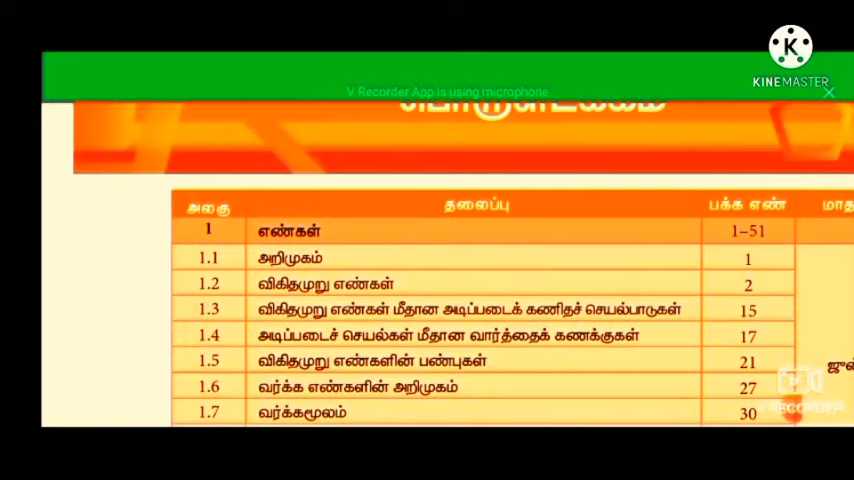 KINEMASTER
V Recorder App is using microphone
அலகு தலைப்பு பக்க எண்
1 எண்கள் 1–51
1.1 அறிமுகம் 1
1.2 விகிதமுறு எண்கள் 2
1.3 விகிதமுறு எண்கள் மீதான அடிப்படைக் கணிதச் செயல்பாடுகள் 15
1.4 அடிப்படைச் செயல்கள் மீதான வார்த்தைக் கணக்குகள் 17
1.5 விகிதமுறு எண்களின் பண்புகள் 21
1.6 வர்க்க எண்களின் அறிமுகம் 27
1.7 வர்க்கமூலம் 30
V RECORDER